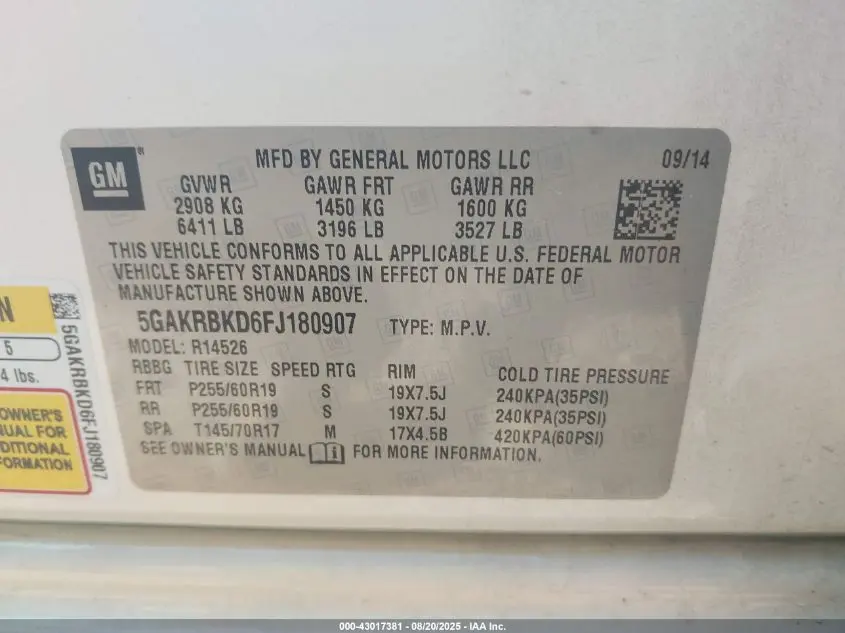 GM
®
MFD BY GENERAL MOTORS LLC 09/14
GVWR GAWR FRT GAWR RR
2908 KG 1450 KG 1600 KG
6411 LB 3196 LB 3527 LB
THIS VEHICLE CONFORMS TO ALL APPLICABLE U.S. FEDERAL MOTOR
VEHICLE SAFETY STANDARDS IN EFFECT ON THE DATE OF
MANUFACTURE SHOWN ABOVE.
5GAKRBKD6FJ180907 TYPE: M.P.V.
MODEL: R14526
RBBG TIRE SIZE SPEED RTG RIM COLD TIRE PRESSURE
FRT P255/60R19 S 19X7.5J 240KPA(35PSI)
RR P255/60R19 S 19X7.5J 240KPA(35PSI)
SPA T145/70R17 M 17X4.5B 420KPA(60PSI)
SEE OWNER'S MANUAL i FOR MORE INFORMATION.
N
5
4 lbs.
OWNER'S
UAL FOR
DITIONAL
FORMATION
5GAKRBKD6FJ180907
000-43017381 - 08/20/2025 - IAA Inc.